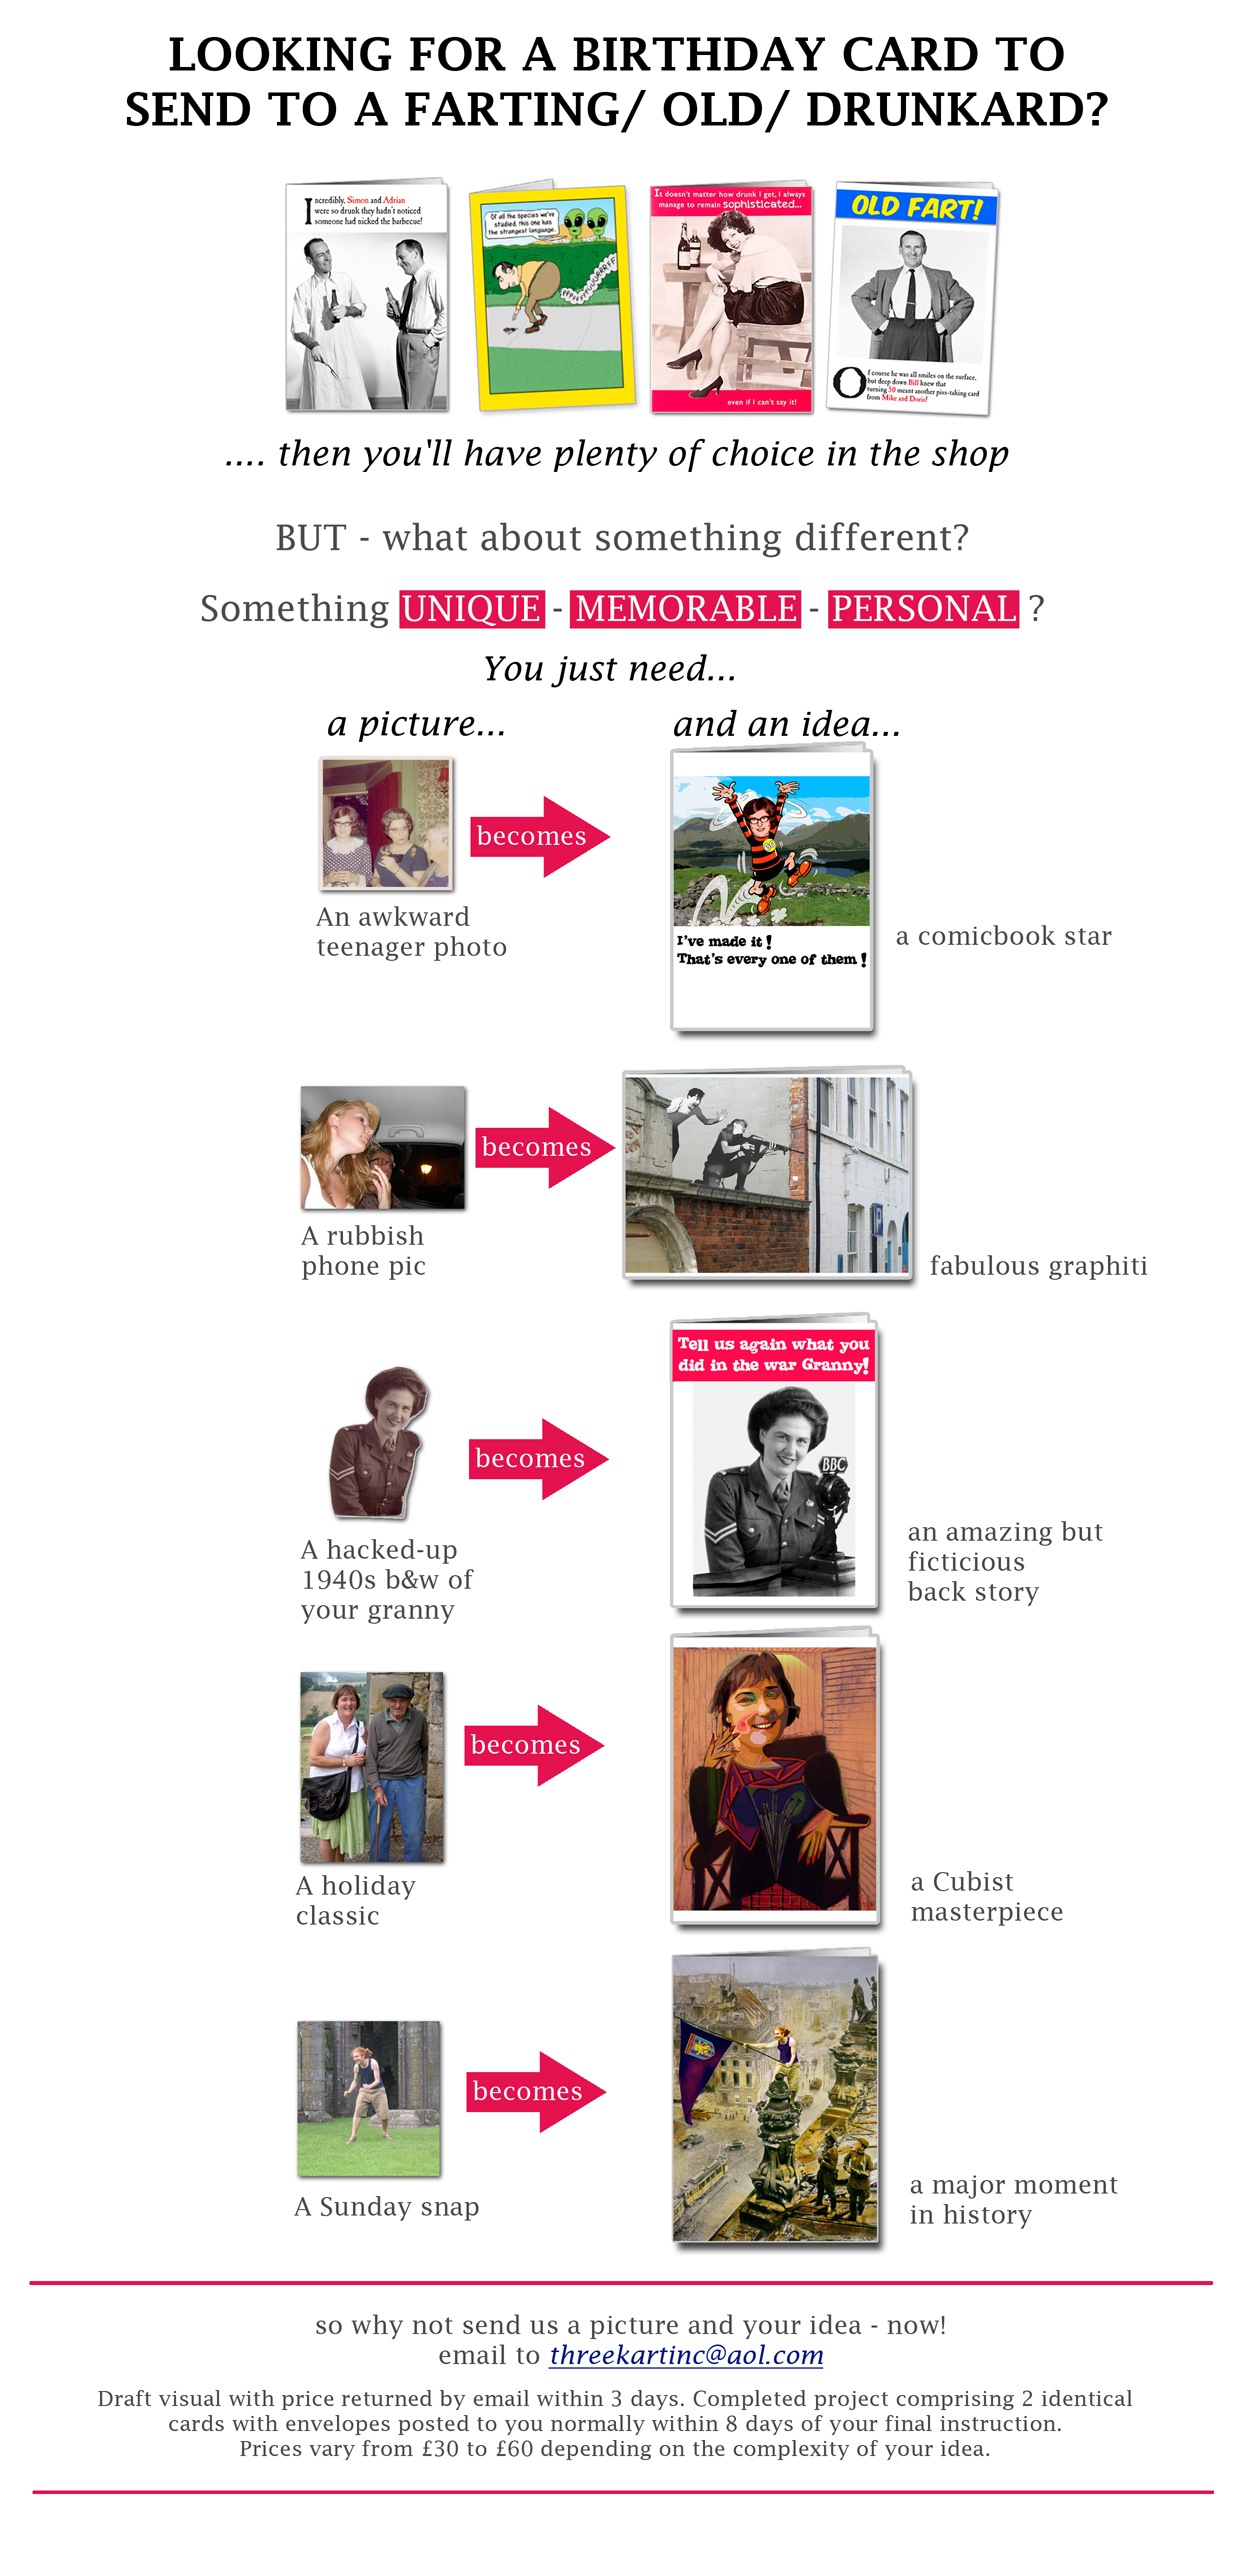 LOOKING FOR A BIRTHDAY CARD TO
SEND TO A FARTING/ OLD/ DRUNKARD?
Incredibly, Simon and Adrian
were so drunk they hadn't noticed
someone had nicked the barbecue!
Of all the species we've
studied, this one has
the strangest language.
It doesn't matter how drunk I get, I always
manage to remain sophisticated...
even if I can't say it!
OLD FART!
Of course he was all smiles on the surface,
but deep down Bill knew that
turning 50 meant another piss-taking card
from Mike and Doris!
.... then you'll have plenty of choice in the shop
BUT - what about something different?
Something UNIQUE - MEMORABLE - PERSONAL ?
You just need...
a picture...
and an idea...
becomes
An awkward
teenager photo
I've made it!
That's every one of them!
a comicbook star
becomes
A rubbish
phone pic
fabulous graphiti
becomes
A hacked-up
1940s b&w of
your granny
Tell us again what you
did in the war Granny!
BBC
an amazing but
ficticious
back story
becomes
A holiday
classic
a Cubist
masterpiece
becomes
A Sunday snap
a major moment
in history
so why not send us a picture and your idea - now!
email to threekartinc@aol.com
Draft visual with price returned by email within 3 days. Completed project comprising 2 identical
cards with envelopes posted to you normally within 8 days of your final instruction.
Prices vary from £30 to £60 depending on the complexity of your idea.